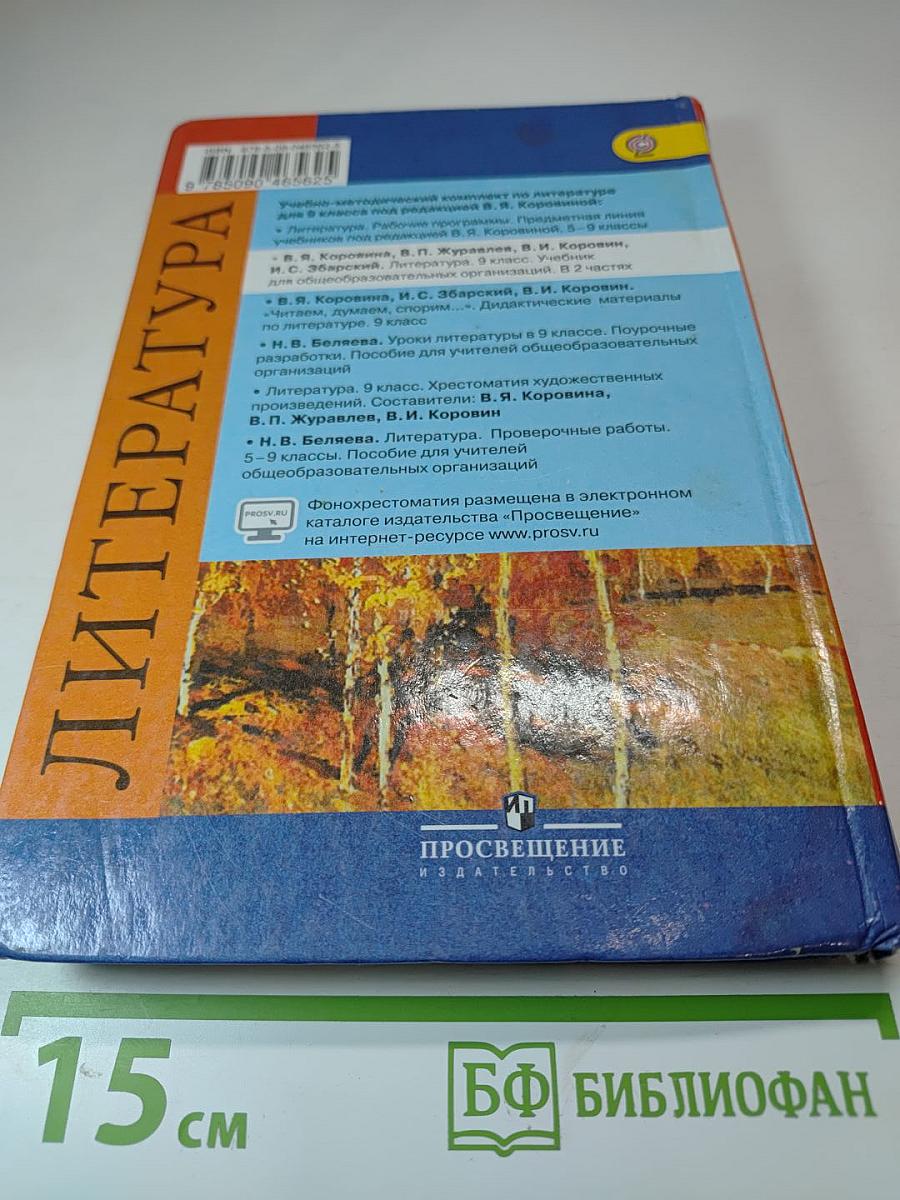 9 785090 465625
ЛИТЕРАТУРА
Учебно-методический комплект по литературе
для 9 класса под редакцией В. Я. Коровиной:
• Литература. Рабочие программы. Предметная линия
учебников под редакцией В. Я. Коровиной. 5–9 классы
• В. Я. Коровина, В. П. Журавлев, В. И. Коровин,
И. С. Збарский. Литература. 9 класс. Учебник
для общеобразовательных организаций. В 2 частях
• В. Я. Коровина, И. С. Збарский, В. И. Коровин.
«Читаем, думаем, спорим...». Дидактические материалы
по литературе. 9 класс
• Н. В. Беляева. Уроки литературы в 9 классе. Поурочные
разработки. Пособие для учителей общеобразовательных
организаций
• Литература. 9 класс. Хрестоматия художественных
произведений. Составители: В. Я. Коровина,
В. П. Журавлев, В. И. Коровин
• Н. В. Беляева. Литература. Проверочные работы.
5–9 классы. Пособие для учителей
общеобразовательных организаций
PROSV.RU
Фонохрестоматия размещена в электронном
каталоге издательства «Просвещение»
на интернет-ресурсе www.prosv.ru
ИП
ПРОСВЕЩЕНИЕ
ИЗДАТЕЛЬСТВО
15 см
БФ БИБЛИОФАН